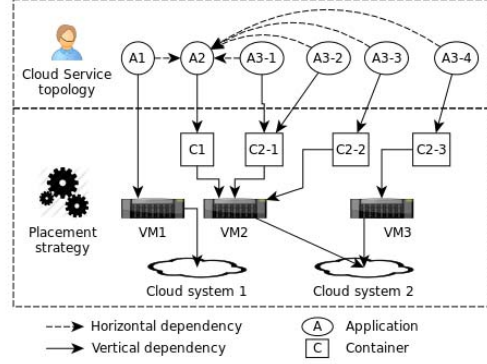 Cloud Service
topology
A1
A2
A3-1
A3-2
A3-3
A3-4
C1
C2-1
C2-2
C2-3
Placement
strategy
VM1
VM2
VM3
Cloud system 1
Cloud system 2
Horizontal dependency
A
Application
Vertical dependency
C
Container